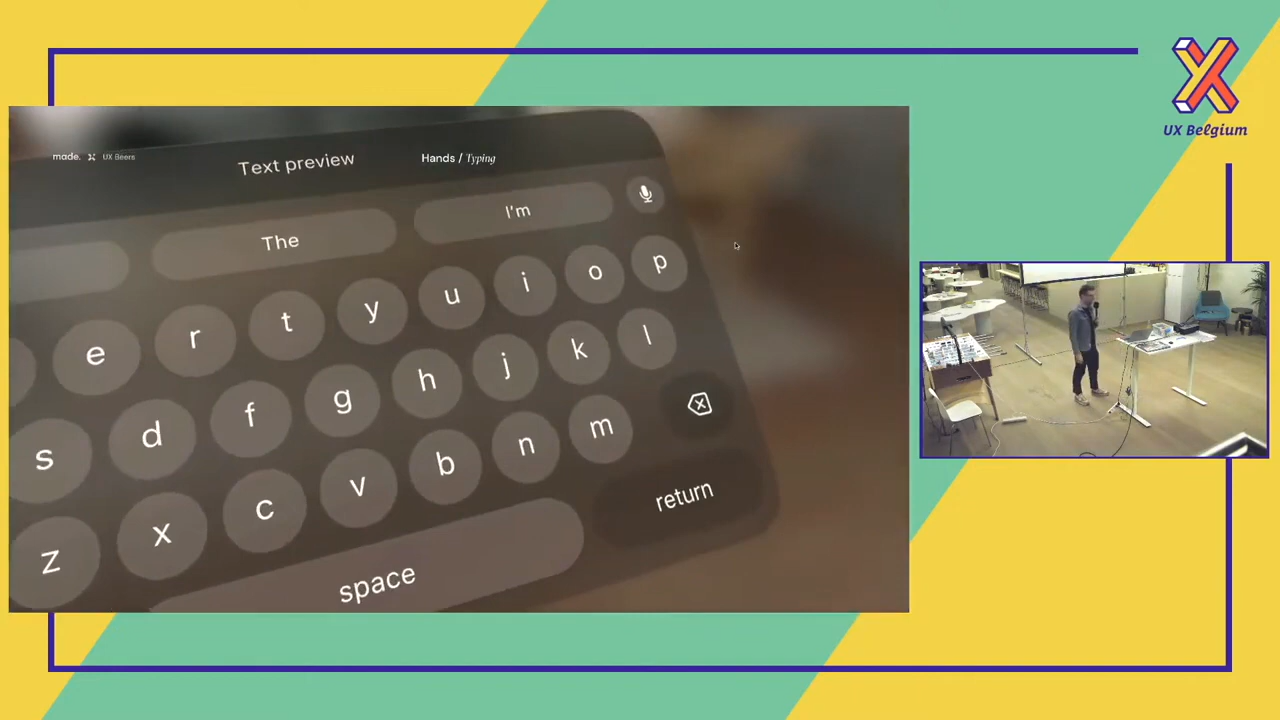 UX Belgium
made. UX Beers
Hands / Typing
Text preview
The
I'm
e r t y u i o p
s d f g h j k l
z x c v b n m
return
space